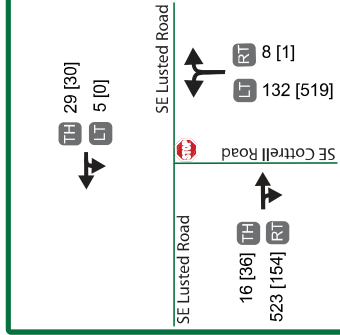 TH 29 [30]
LT 5 [0]
SE Lusted Road
RT 8 [1]
LT 132 [519]
STOP
SE Cottrell Road
SE Lusted Road
16 [36] TH
523 [154] RT